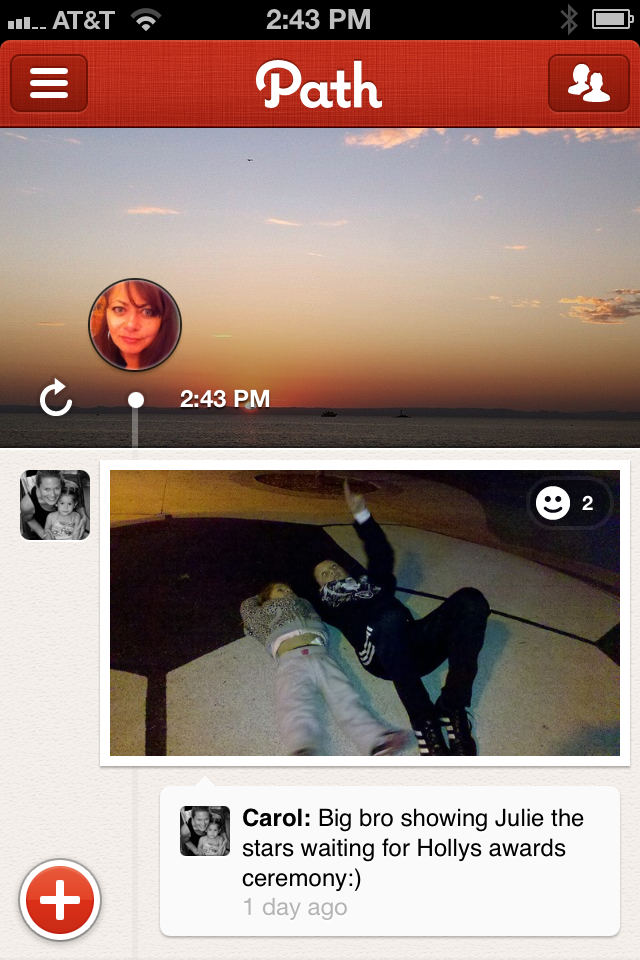 AT&T 2:43 PM
Path
2:43 PM
2
Carol: Big bro showing Julie the
stars waiting for Hollys awards
ceremony:)
1 day ago